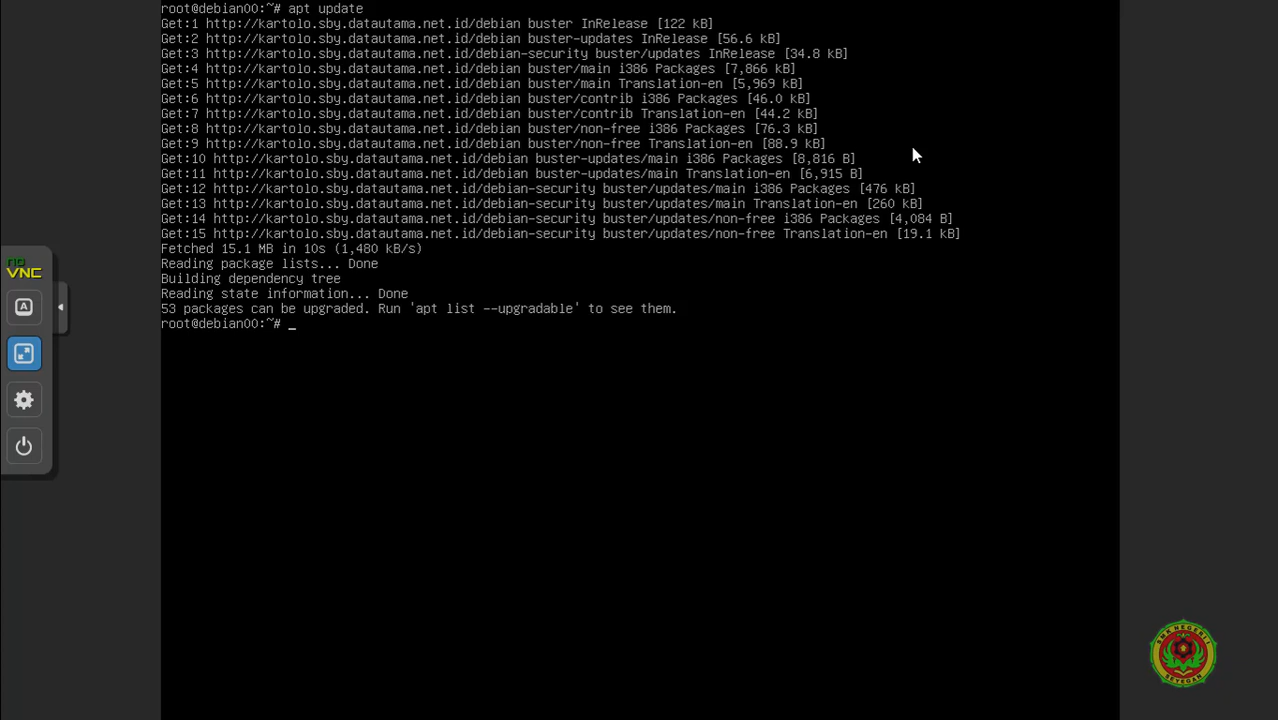 root@debian00:~# apt update
Get:1 http://kartolo.sby.datautama.net.id/debian buster InRelease [122 kB]
Get:2 http://kartolo.sby.datautama.net.id/debian buster-updates InRelease [56.6 kB]
Get:3 http://kartolo.sby.datautama.net.id/debian-security buster/updates InRelease [34.8 kB]
Get:4 http://kartolo.sby.datautama.net.id/debian buster/main i386 Packages [7,866 kB]
Get:5 http://kartolo.sby.datautama.net.id/debian buster/main Translation-en [5,969 kB]
Get:6 http://kartolo.sby.datautama.net.id/debian buster/contrib i386 Packages [46.0 kB]
Get:7 http://kartolo.sby.datautama.net.id/debian buster/contrib Translation-en [44.2 kB]
Get:8 http://kartolo.sby.datautama.net.id/debian buster/non-free i386 Packages [76.3 kB]
Get:9 http://kartolo.sby.datautama.net.id/debian buster/non-free Translation-en [88.9 kB]
Get:10 http://kartolo.sby.datautama.net.id/debian buster-updates/main i386 Packages [8,816 B]
Get:11 http://kartolo.sby.datautama.net.id/debian buster-updates/main Translation-en [6,915 B]
Get:12 http://kartolo.sby.datautama.net.id/debian-security buster/updates/main i386 Packages [476 kB]
Get:13 http://kartolo.sby.datautama.net.id/debian-security buster/updates/main Translation-en [260 kB]
Get:14 http://kartolo.sby.datautama.net.id/debian-security buster/updates/non-free i386 Packages [4,084 B]
Get:15 http://kartolo.sby.datautama.net.id/debian-security buster/updates/non-free Translation-en [19.1 kB]
Fetched 15.1 MB in 10s (1,480 kB/s)
Reading package lists... Done
Building dependency tree
Reading state information... Done
53 packages can be upgraded. Run 'apt list --upgradable' to see them.
root@debian00:~# _
no
VNC
A
SMK NEGERI 1
SEYEGAN